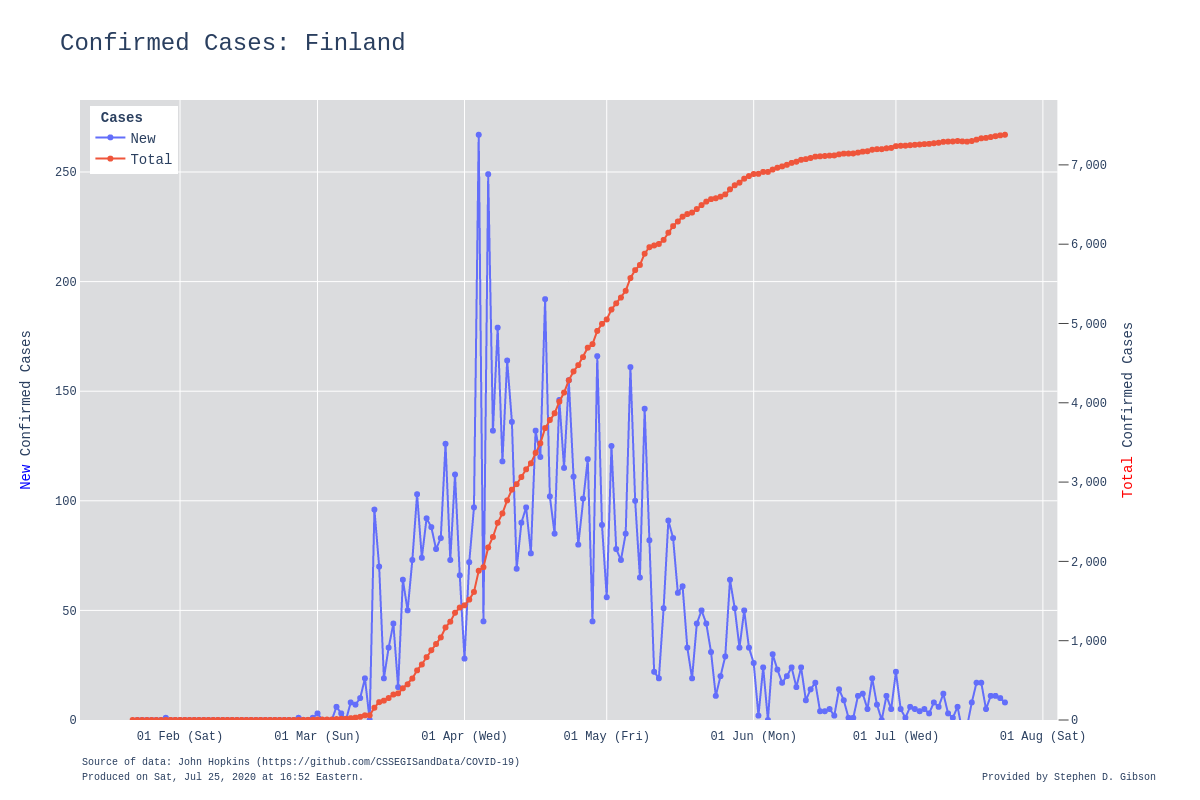 Confirmed Cases: Finland
Cases
New
Total
250
200
150
100
50
0
7,000
6,000
5,000
4,000
3,000
2,000
1,000
0
New Confirmed Cases
Total Confirmed Cases
01 Feb (Sat)
01 Mar (Sun)
01 Apr (Wed)
01 May (Fri)
01 Jun (Mon)
01 Jul (Wed)
01 Aug (Sat)
Source of data: John Hopkins (https://github.com/CSSEGISandData/COVID-19)
Produced on Sat, Jul 25, 2020 at 16:52 Eastern.
Provided by Stephen D. Gibson